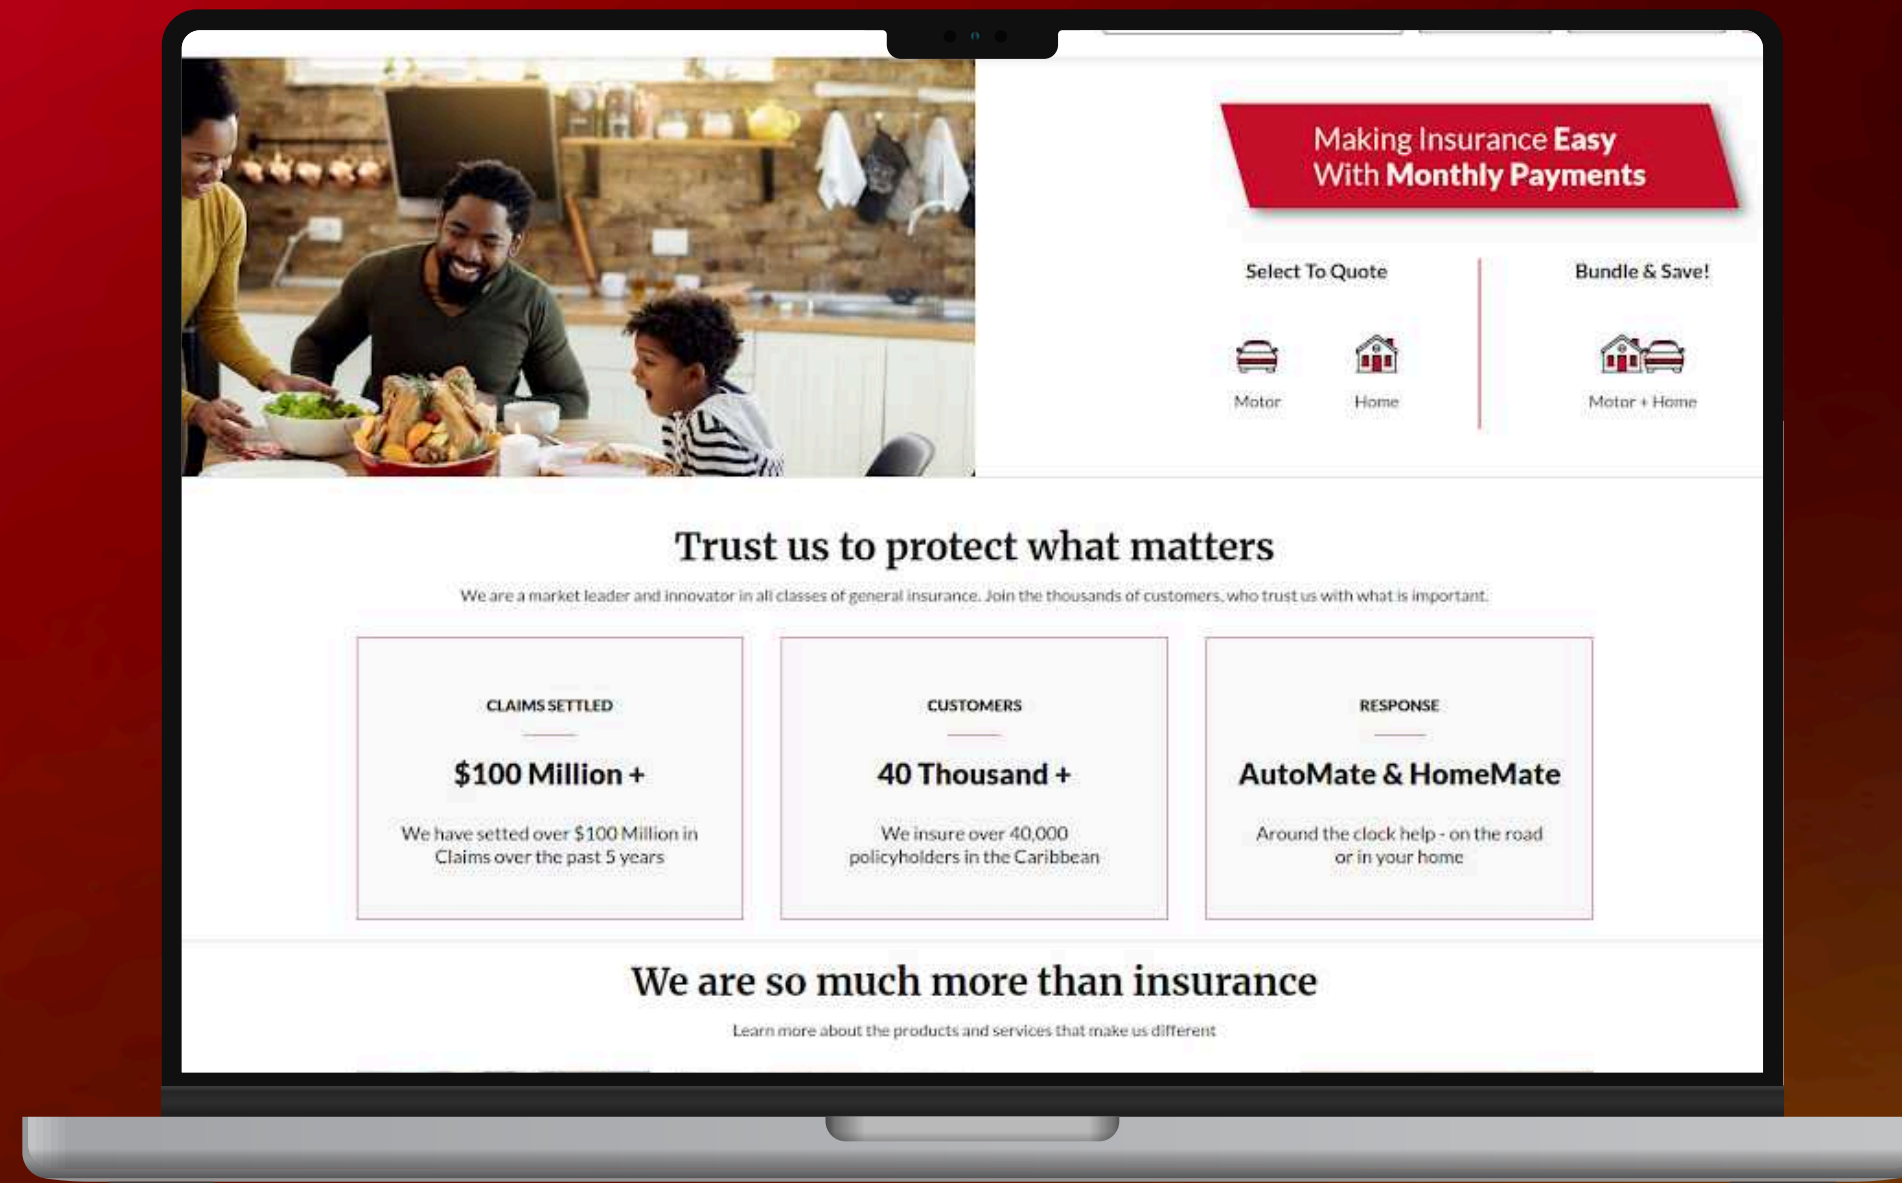 Making Insurance Easy
With Monthly Payments
Select To Quote
Bundle & Save!
Motor
Home
Motor + Home
Trust us to protect what matters
We are a market leader and innovator in all classes of general insurance. Join the thousands of customers, who trust us with what is important.
CLAIMS SETTLED
$100 Million +
We have setted over $100 Million in
Claims over the past 5 years
CUSTOMERS
40 Thousand +
We insure over 40,000
policyholders in the Caribbean
RESPONSE
AutoMate & HomeMate
Around the clock help - on the road
or in your home
We are so much more than insurance
Learn more about the products and services that make us different